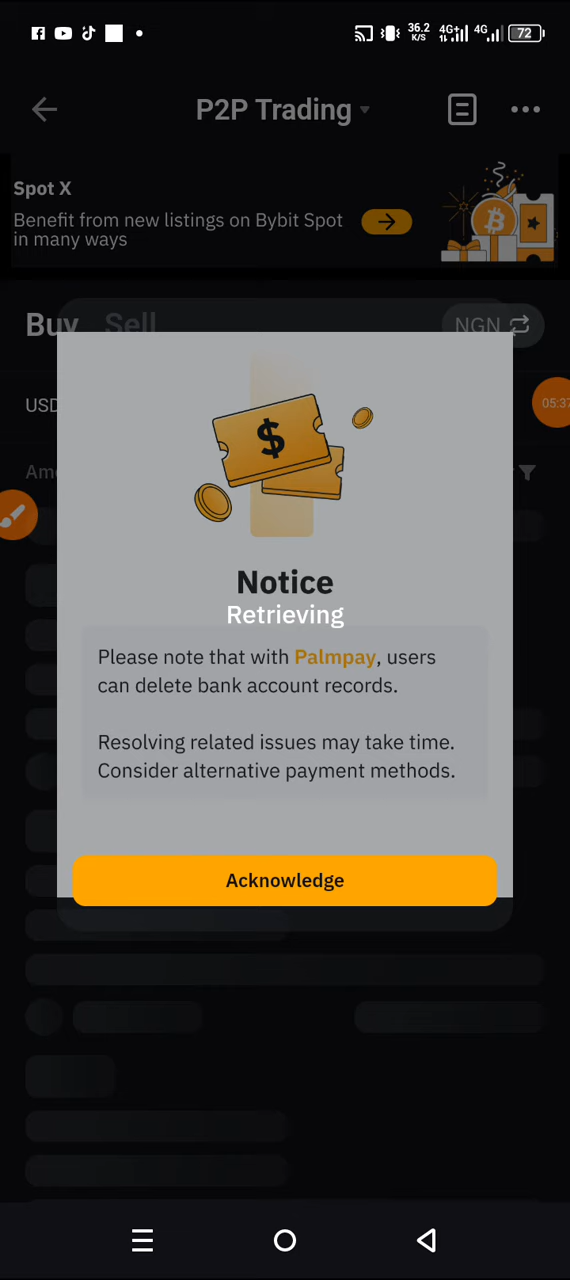 36.2
K/S
4G+
4G
72
P2P Trading
Spot X
Benefit from new listings on Bybit Spot
in many ways
Buy Sell
NGN
USD
05:37
Notice
Retrieving
Please note that with Palmpay, users
can delete bank account records.
Resolving related issues may take time.
Consider alternative payment methods.
Acknowledge